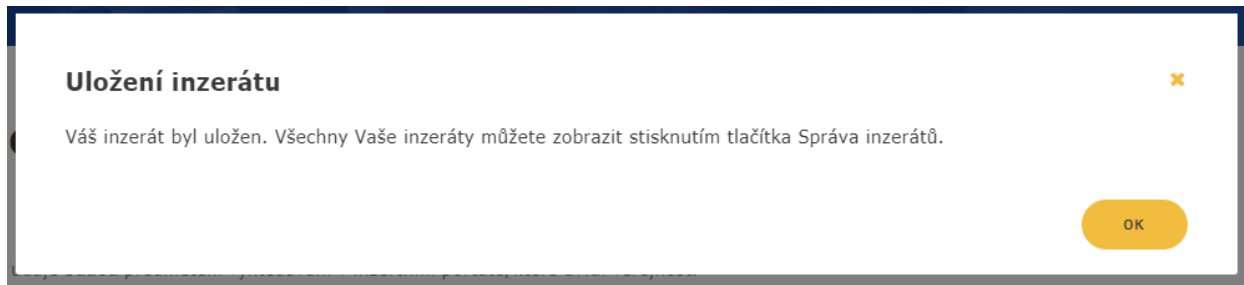 Uložení inzerátu
Váš inzerát byl uložen. Všechny Vaše inzeráty můžete zobrazit stisknutím tlačítka Správa inzerátů.
OK